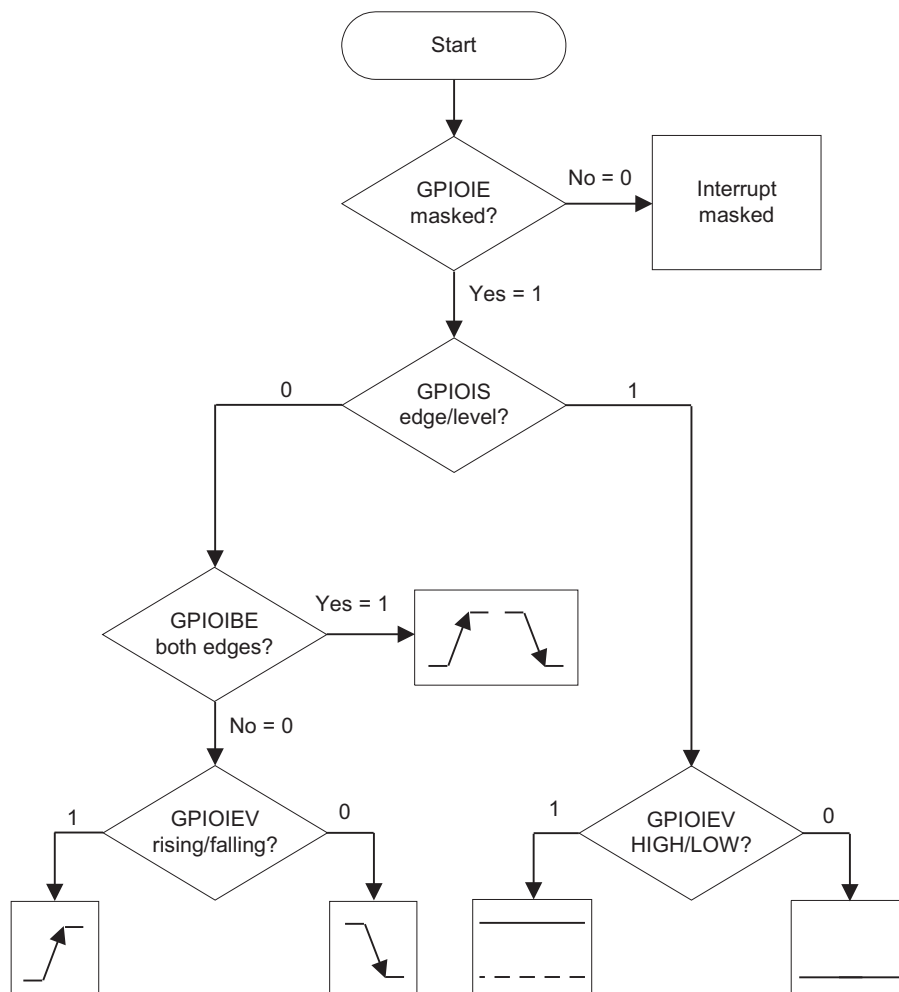 Start
GPIOIE
masked?
No = 0
Interrupt
masked
Yes = 1
GPIOIS
edge/level?
0
1
GPIOIBE
both edges?
Yes = 1
No = 0
GPIOIEV
rising/falling?
1
0
GPIOIEV
HIGH/LOW?
1
0